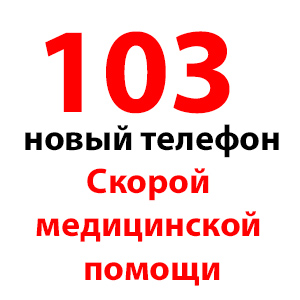 103
новый телефон
Скорой
медицинской
помощи